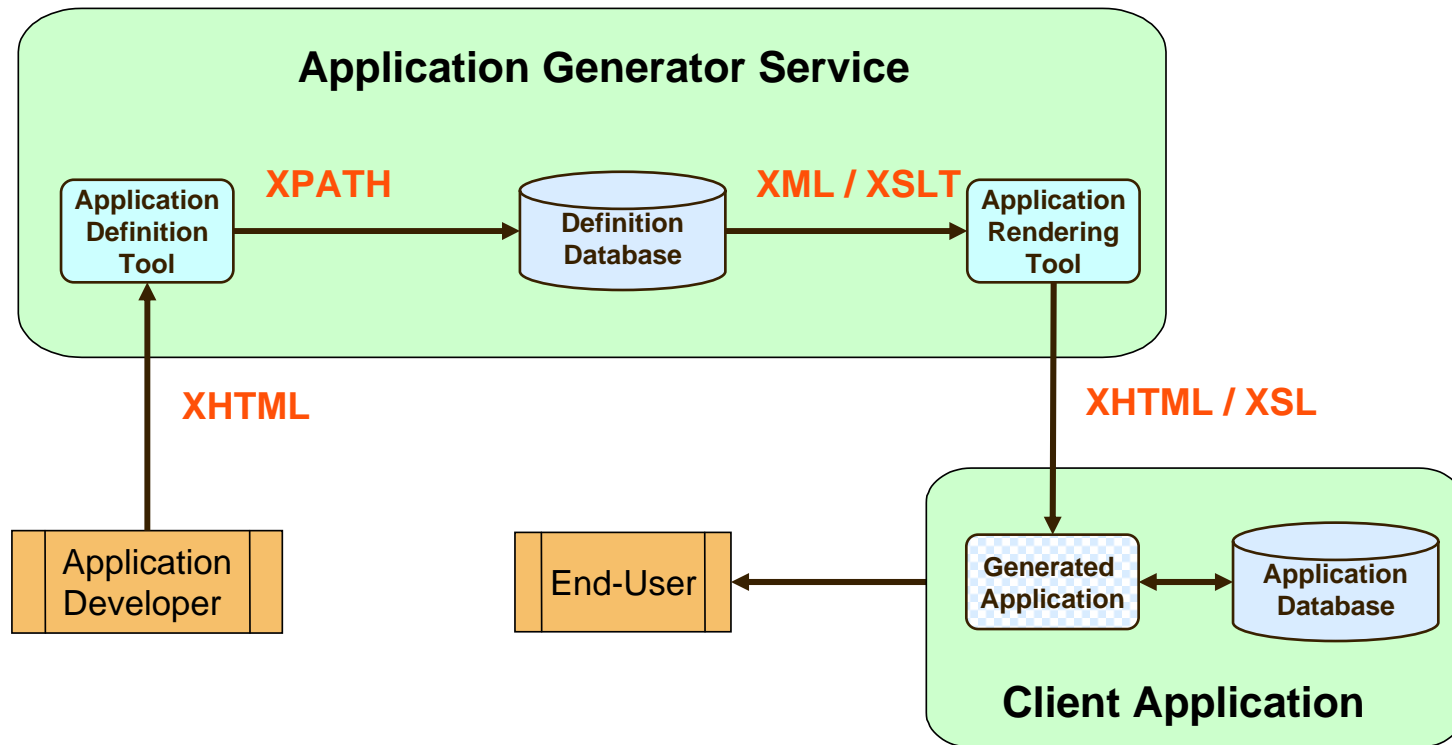 Application Generator Service
XPATH
XML / XSLT
Application
Definition
Tool
Definition
Database
Application
Rendering
Tool
XHTML
XHTML / XSL
Application
Developer
End-User
Generated
Application
Application
Database
Client Application